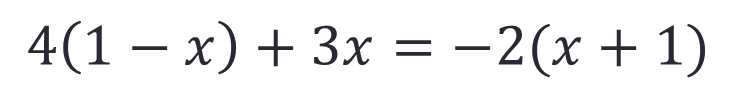 4(1 − x) + 3x = −2(x + 1)